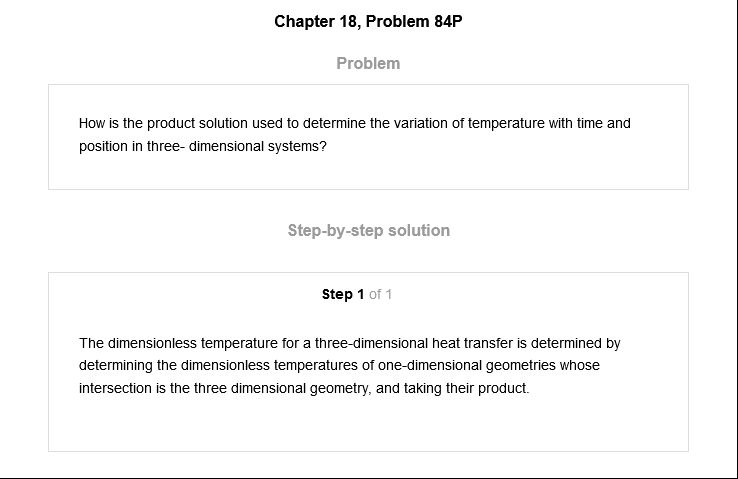 Chapter 18, Problem 84P
Problem
How is the product solution used to determine the variation of temperature with time and
position in three- dimensional systems?
Step-by-step solution
Step 1 of 1
The dimensionless temperature for a three-dimensional heat transfer is determined by
determining the dimensionless temperatures of one-dimensional geometries whose
intersection is the three dimensional geometry, and taking their product.